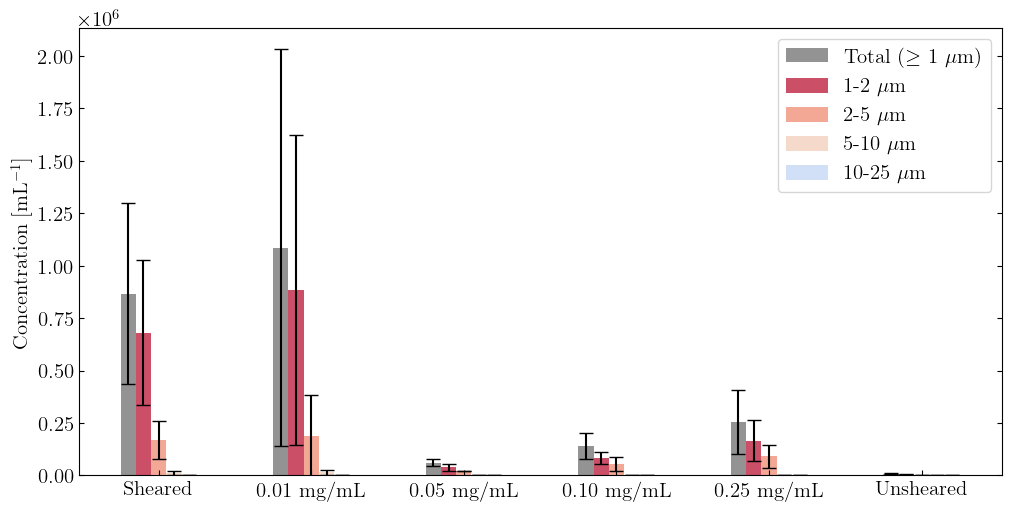 ×10⁶
Concentration [mL⁻¹]
2.00
1.75
1.50
1.25
1.00
0.75
0.50
0.25
0.00
Total (≥ 1 μm)
1-2 μm
2-5 μm
5-10 μm
10-25 μm
Sheared
0.01 mg/mL
0.05 mg/mL
0.10 mg/mL
0.25 mg/mL
Unsheared